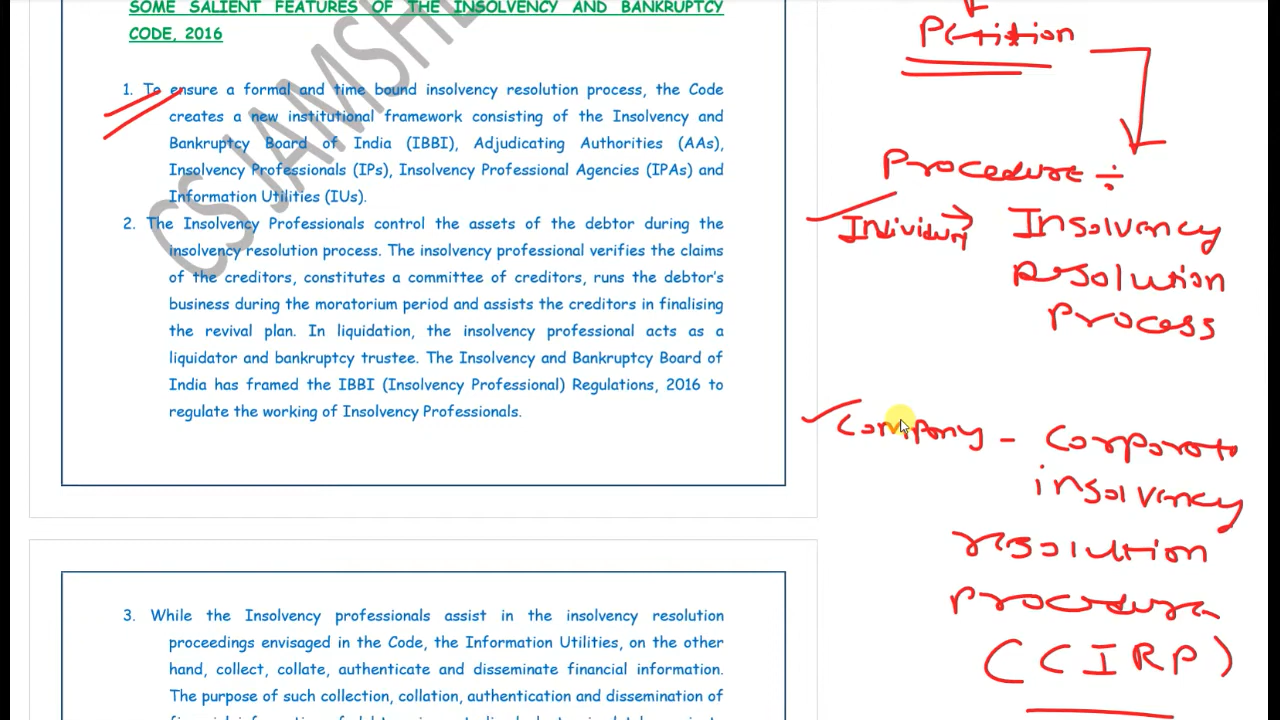 SOME SALIENT FEATURES OF THE INSOLVENCY AND BANKRUPTCY
CODE, 2016
1. To ensure a formal and time bound insolvency resolution process, the Code
creates a new institutional framework consisting of the Insolvency and
Bankruptcy Board of India (IBBI), Adjudicating Authorities (AAs),
Insolvency Professionals (IPs), Insolvency Professional Agencies (IPAs) and
Information Utilities (IUs).
2. The Insolvency Professionals control the assets of the debtor during the
insolvency resolution process. The insolvency professional verifies the claims
of the creditors, constitutes a committee of creditors, runs the debtor's
business during the moratorium period and assists the creditors in finalising
the revival plan. In liquidation, the insolvency professional acts as a
liquidator and bankruptcy trustee. The Insolvency and Bankruptcy Board of
India has framed the IBBI (Insolvency Professional) Regulations, 2016 to
regulate the working of Insolvency Professionals.
3. While the Insolvency professionals assist in the insolvency resolution
proceedings envisaged in the Code, the Information Utilities, on the other
hand, collect, collate, authenticate and disseminate financial information.
The purpose of such collection, collation, authentication and dissemination of
CS JAMSHE
Petition
Procedure ÷
Insolvency
Resolution
Process
Company - Corporate
insolvency
resolution
procedure
(CIRP)